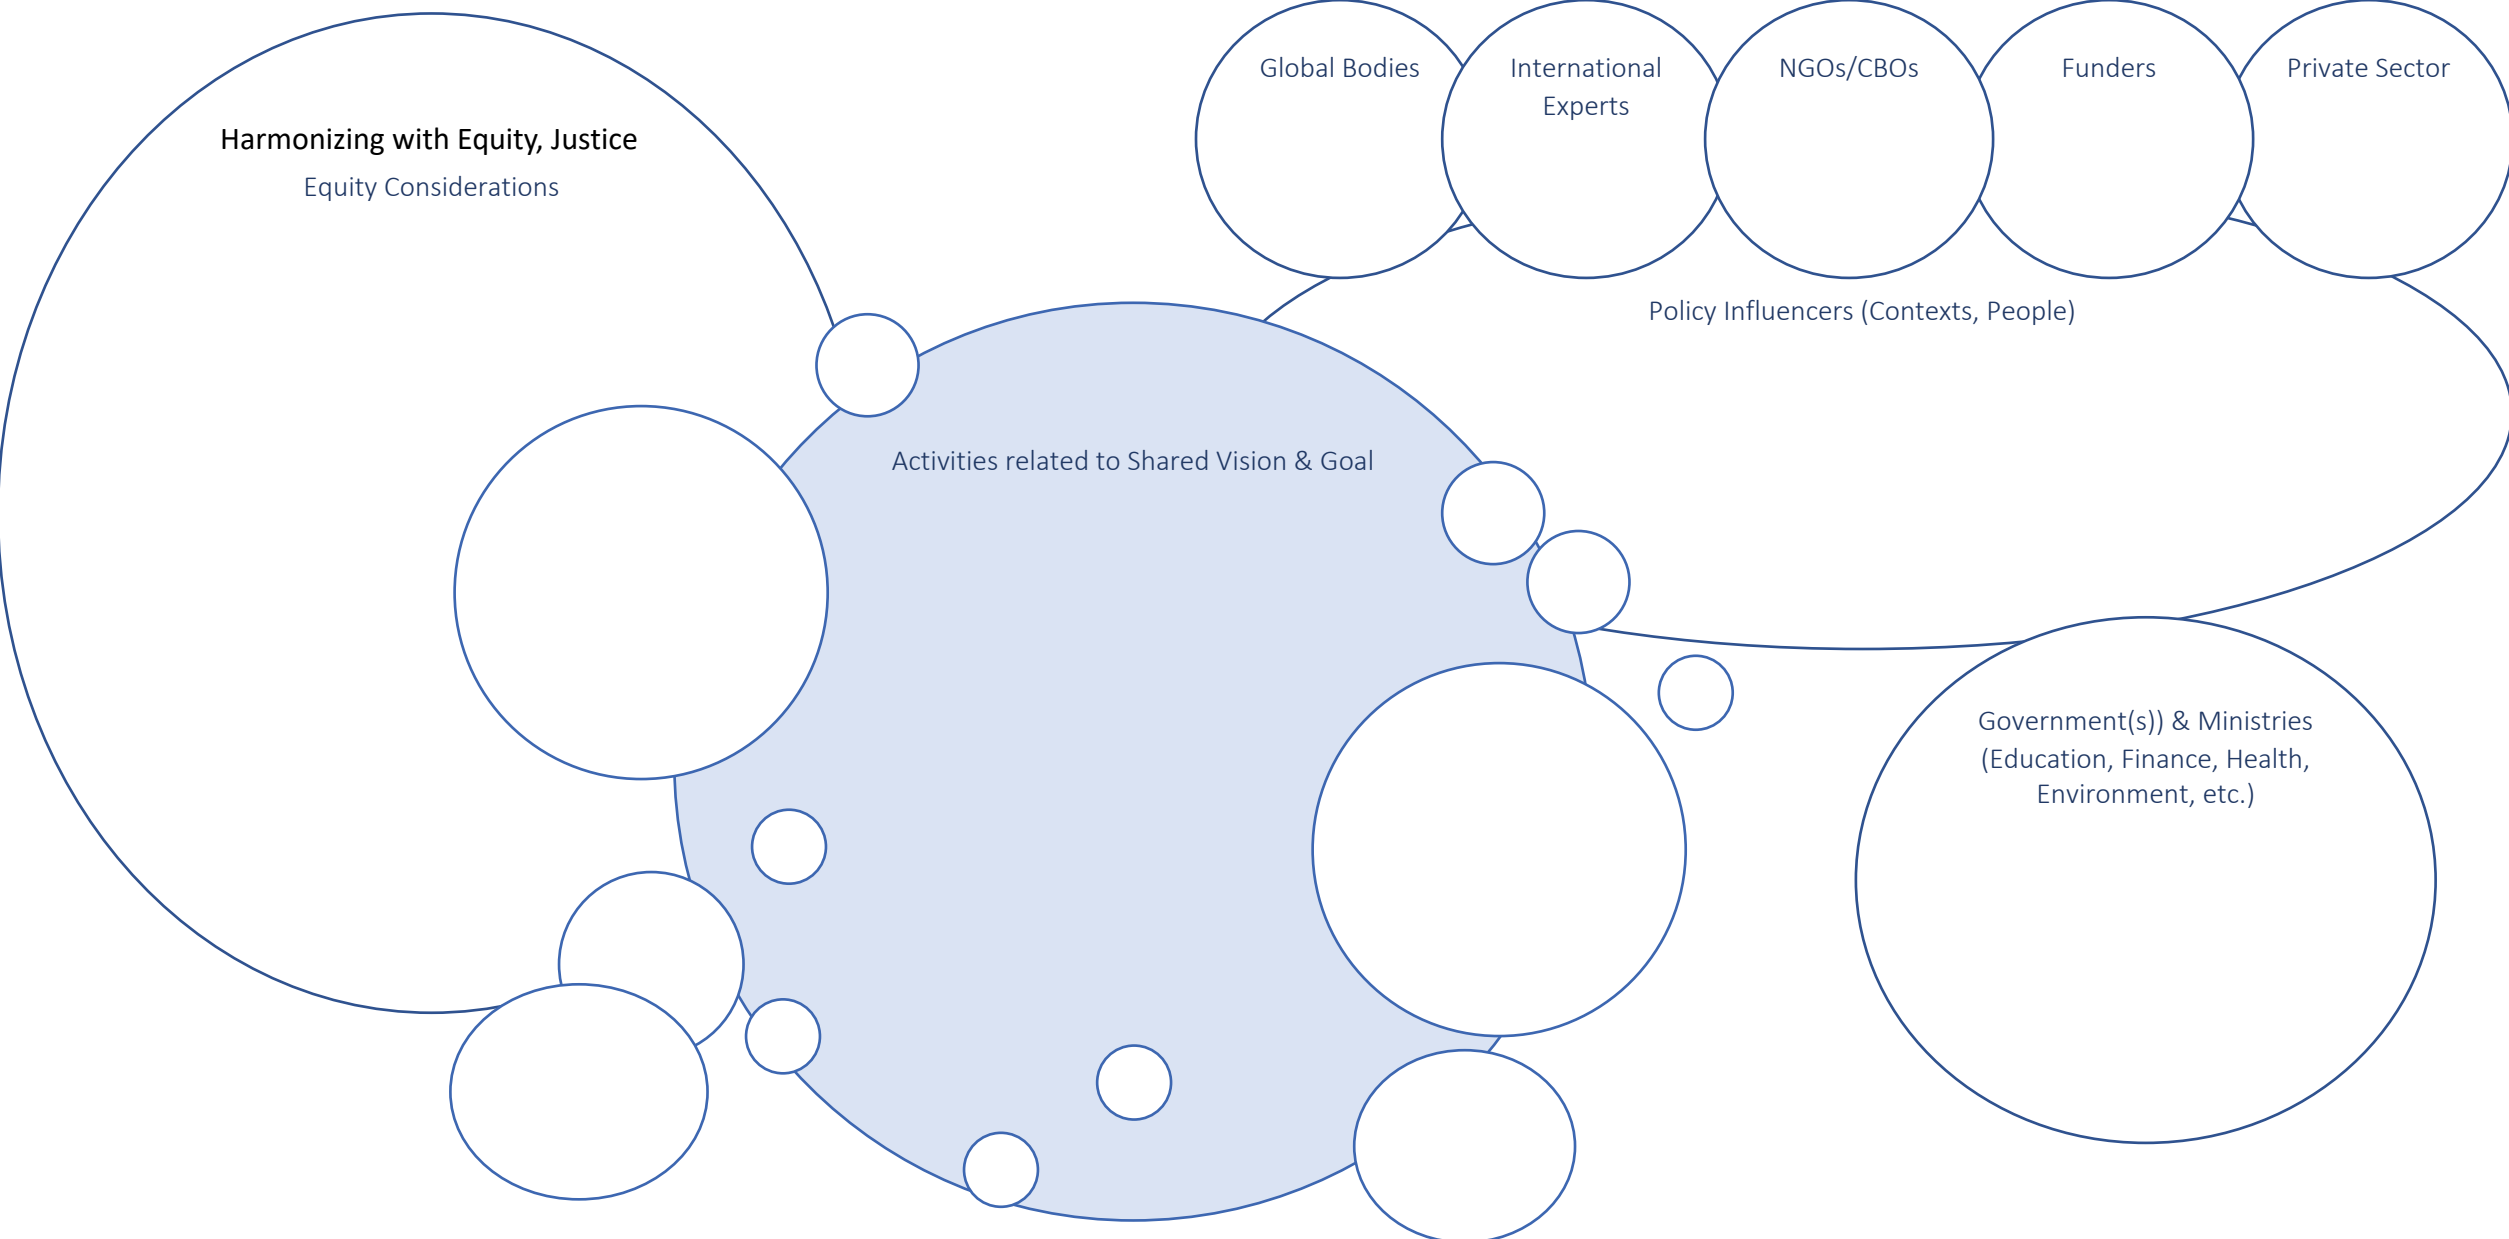 Global Bodies
International
Experts
NGOs/CBOs
Funders
Private Sector
Harmonizing with Equity, Justice
Equity Considerations
Policy Influencers (Contexts, People)
Activities related to Shared Vision & Goal
Government(s)) & Ministries
(Education, Finance, Health,
Environment, etc.)